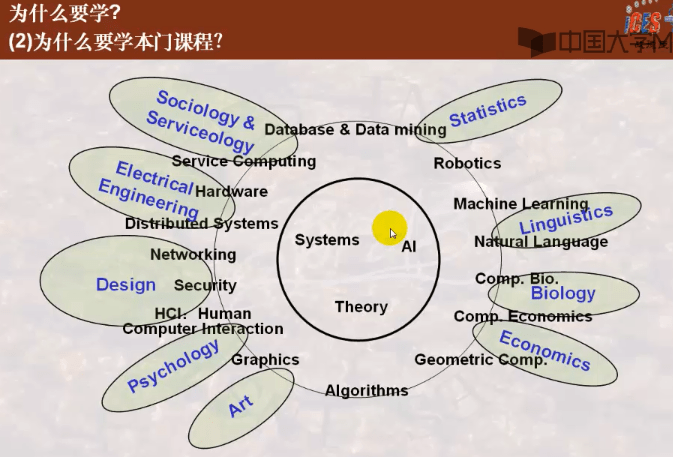 为什么要学?
(2)为什么要学本门课程?
iCES
中国大学M
Sociology &
Serviceology
Statistics
Database & Data mining
Service Computing
Robotics
Electrical
Engineering
Hardware
Machine Learning
Linguistics
Distributed Systems
Systems
AI
Natural Language
Networking
Design
Security
Comp. Bio.
Biology
Theory
HCI: Human
Computer Interaction
Comp. Economics
Economics
Psychology
Graphics
Geometric Comp.
Art
Algorithms